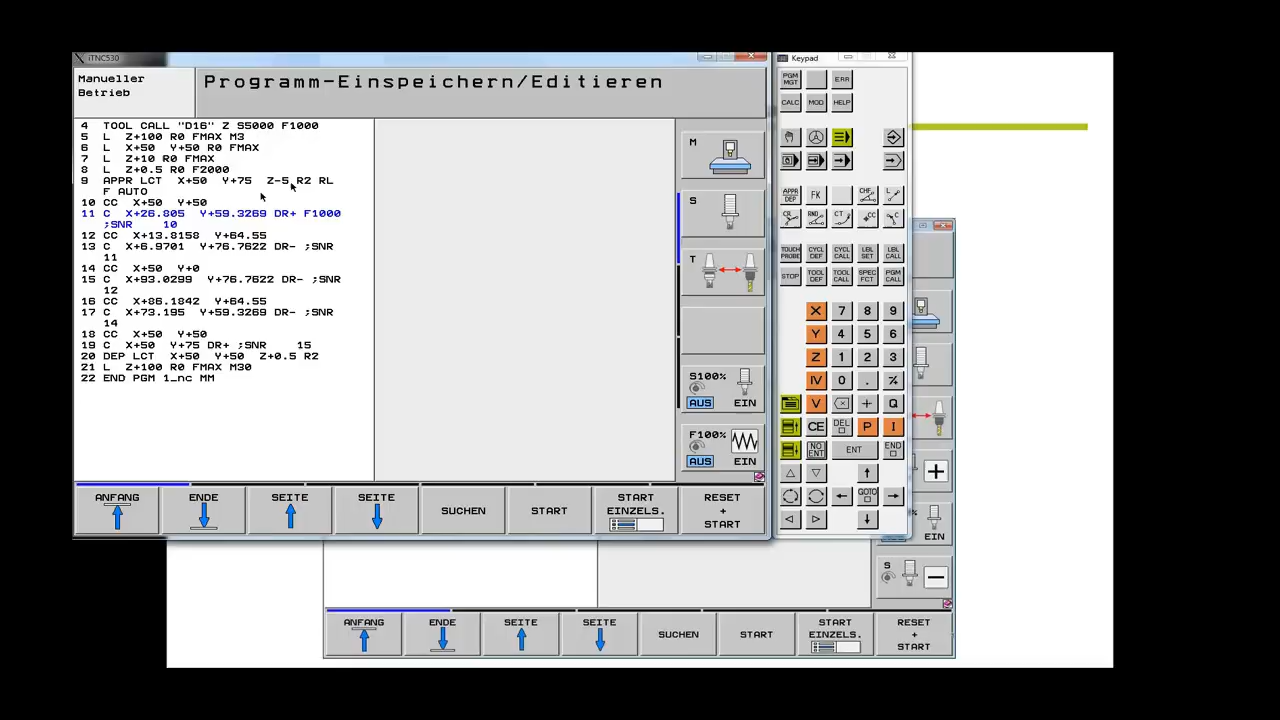 iTNC530
Manueller
Betrieb
Programm-Einspeichern/Editieren
4 TOOL CALL "D16" Z S5000 F1000
5 L Z+100 R0 FMAX M3
6 L X+50 Y+50 R0 FMAX
7 L Z+10 R0 FMAX
8 L Z+0.5 R0 F2000
9 APPR LCT X+50 Y+75 Z-5 R2 RL
F AUTO
10 CC X+50 Y+50
11 C X+26.805 Y+59.3269 DR+ F1000
;SNR 10
12 CC X+13.8158 Y+64.55
13 C X+6.9701 Y+76.7622 DR- ;SNR
11
14 CC X+50 Y+0
15 C X+93.0299 Y+76.7622 DR- ;SNR
12
16 CC X+86.1842 Y+64.55
17 C X+73.195 Y+59.3269 DR- ;SNR
14
18 CC X+50 Y+50
19 C X+50 Y+75 DR+ ;SNR 15
20 DEP LCT X+50 Y+50 Z+0.5 R2
21 L Z+100 R0 FMAX M30
22 END PGM 1_nc MM
M
S
T
S100%
AUS EIN
F100%
AUS EIN
ANFANG ENDE SEITE SEITE SUCHEN START START EINZELS. RESET + START
Keypad
PGM MGT ERR
CALC MOD HELP
APPR DEP FK CHF L
CR RND CT CC C
TOUCH PROBE CYCL DEF CYCL CALL LBL SET LBL CALL
STOP TOOL DEF TOOL CALL SPEC FCT PGM CALL
X 7 8 9
Y 4 5 6
Z 1 2 3
IV 0 . ⁄
V + Q
CE DEL P I
NO ENT ENT END
GOTO
EIN
S
ANFANG ENDE SEITE SEITE SUCHEN START START EINZELS. RESET + START